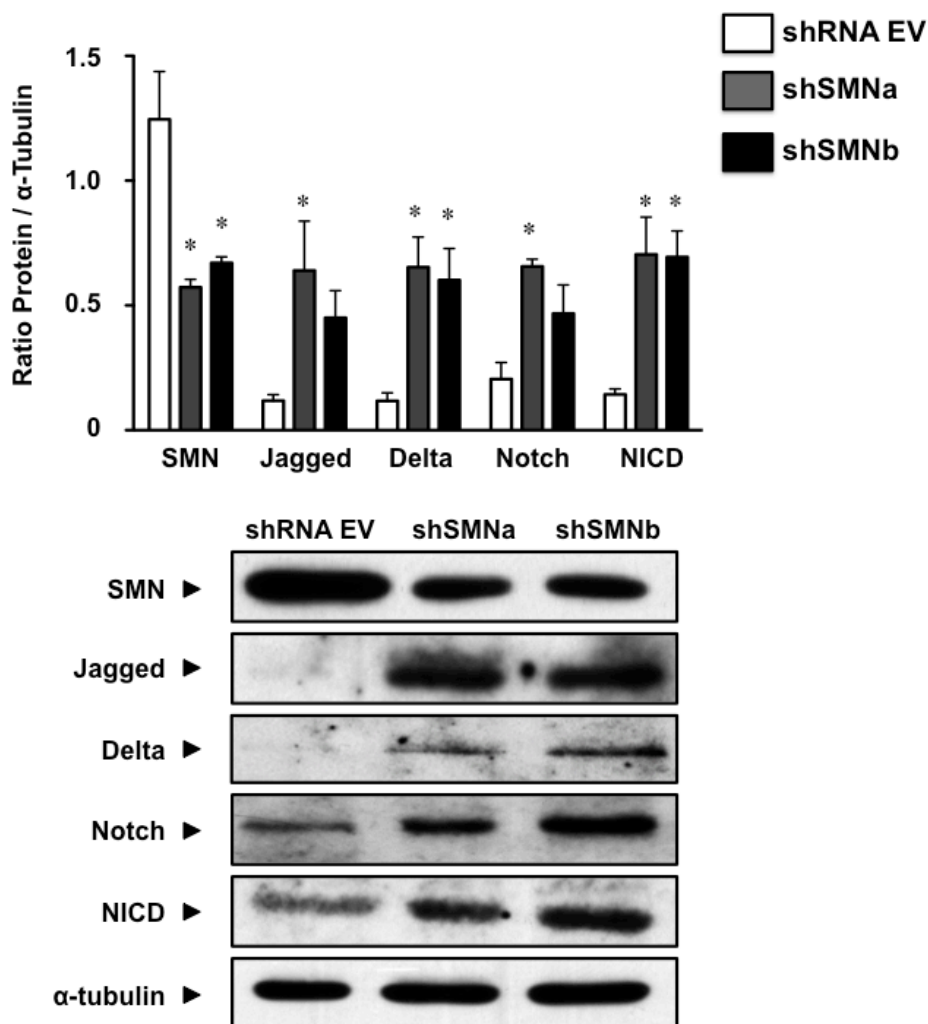 shRNA EV
shSMNa
shSMNb
Ratio Protein / α-Tubulin
1.5
1.0
0.5
0
* * * * * * * *
SMN Jagged Delta Notch NICD
shRNA EV shSMNa shSMNb
SMN ►
Jagged ►
Delta ►
Notch ►
NICD ►
α-tubulin ►